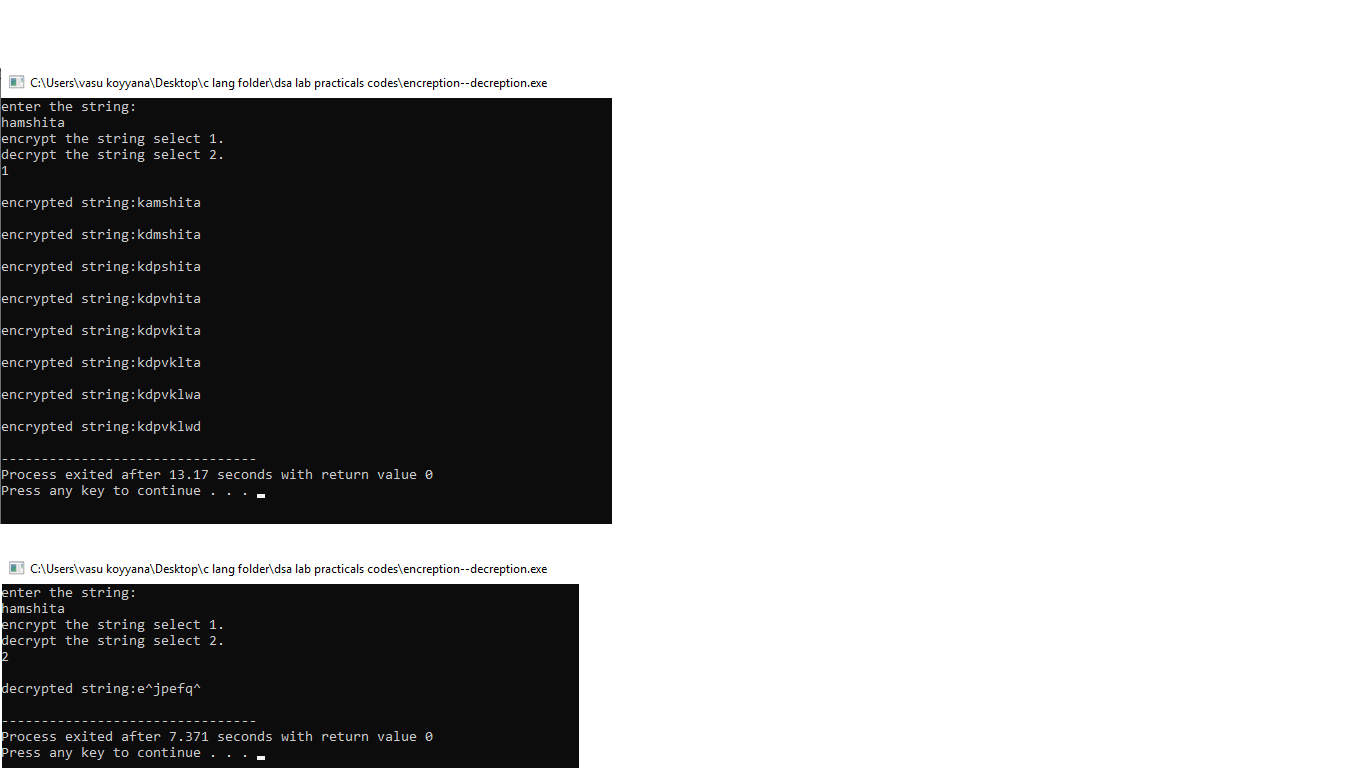 C:\Users\vasu koyyana\Desktop\c lang folder\dsa lab practicals codes\encreption--decreption.exe
enter the string:
hamshita
encrypt the string select 1.
decrypt the string select 2.
1
encrypted string:kamshita
encrypted string:kdmshita
encrypted string:kdpshita
encrypted string:kdpvhita
encrypted string:kdpvkita
encrypted string:kdpvklta
encrypted string:kdpvklwa
encrypted string:kdpvklwd
--------------------------------
Process exited after 13.17 seconds with return value 0
Press any key to continue . . .
C:\Users\vasu koyyana\Desktop\c lang folder\dsa lab practicals codes\encreption--decreption.exe
enter the string:
hamshita
encrypt the string select 1.
decrypt the string select 2.
2
decrypted string:e^jpefq^
--------------------------------
Process exited after 7.371 seconds with return value 0
Press any key to continue . . .